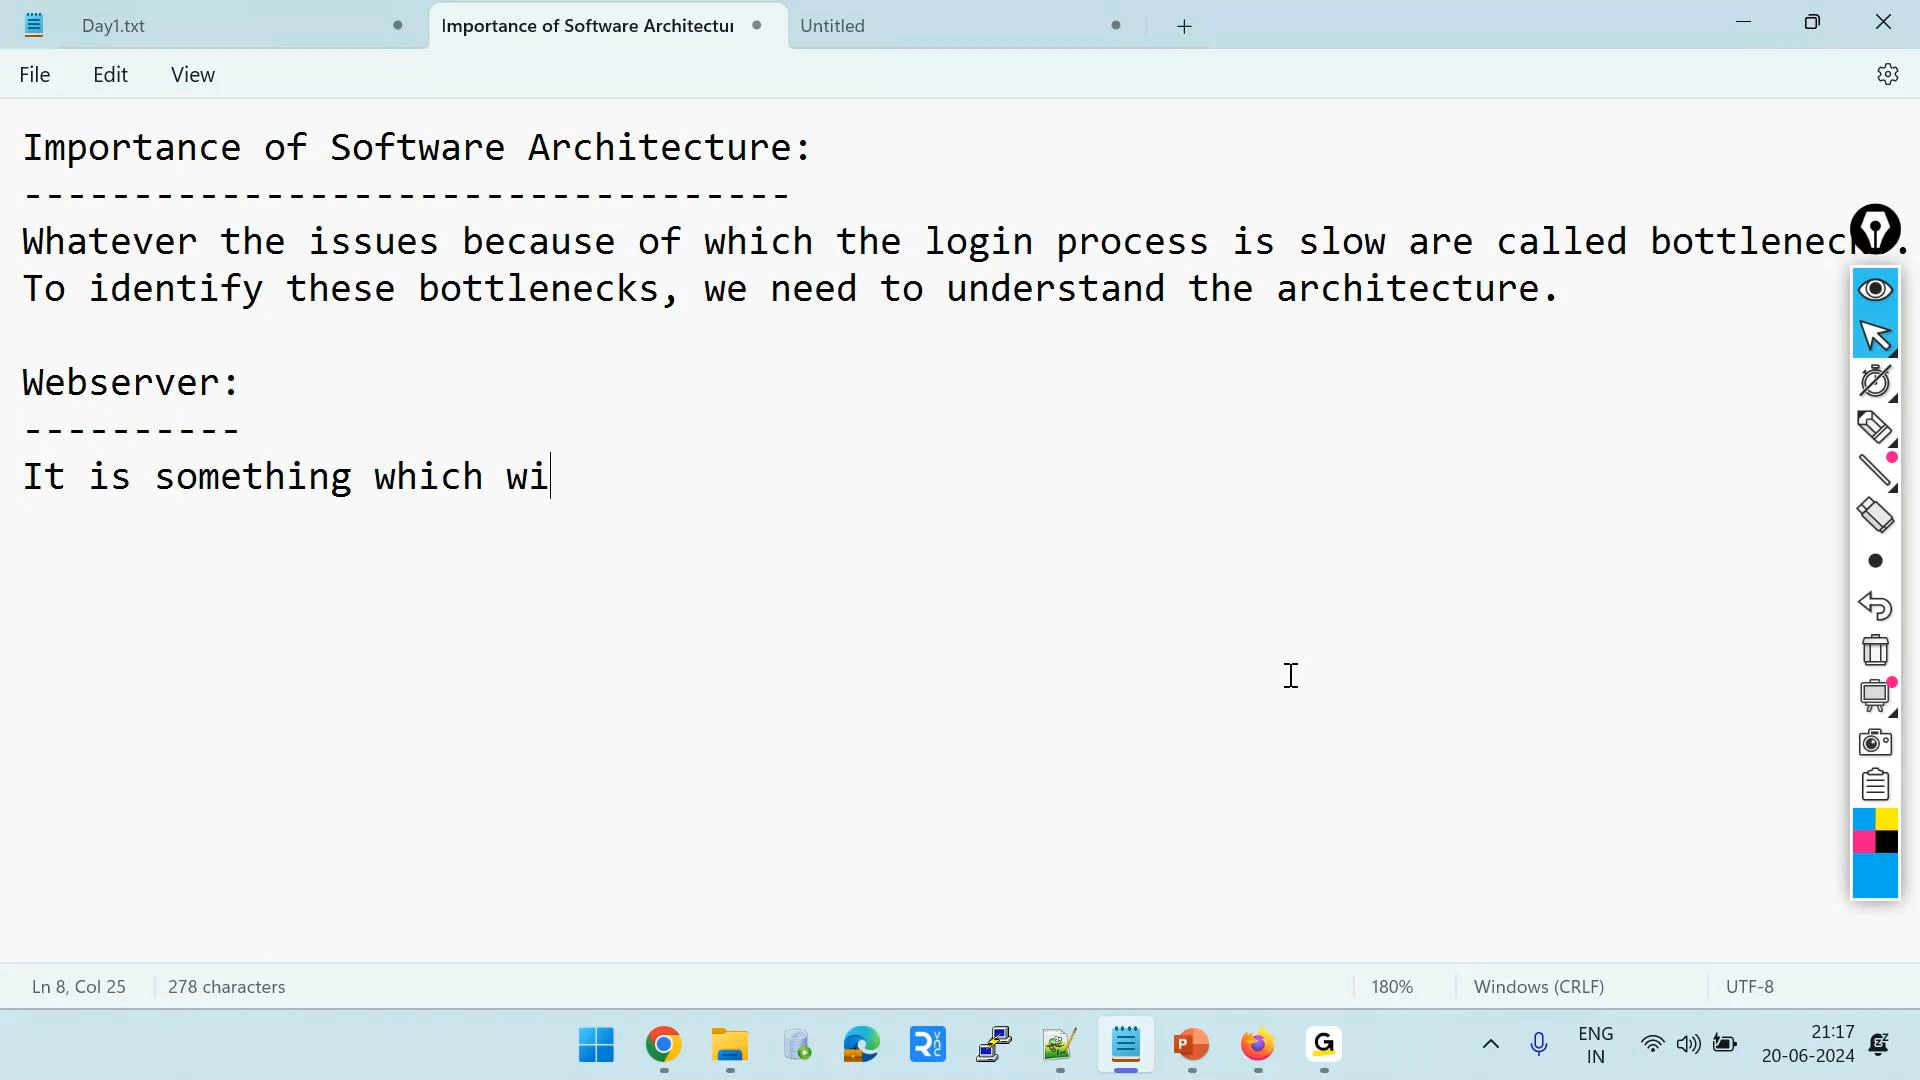 Day1.txt
Importance of Software Architectur
Untitled
File
Edit
View
Importance of Software Architecture:
-----------------------------------
Whatever the issues because of which the login process is slow are called bottlenec
To identify these bottlenecks, we need to understand the architecture.
Webserver:
----------
It is something which wi
Ln 8, Col 25
278 characters
180%
Windows (CRLF)
UTF-8
ENG
IN
21:17
20-06-2024